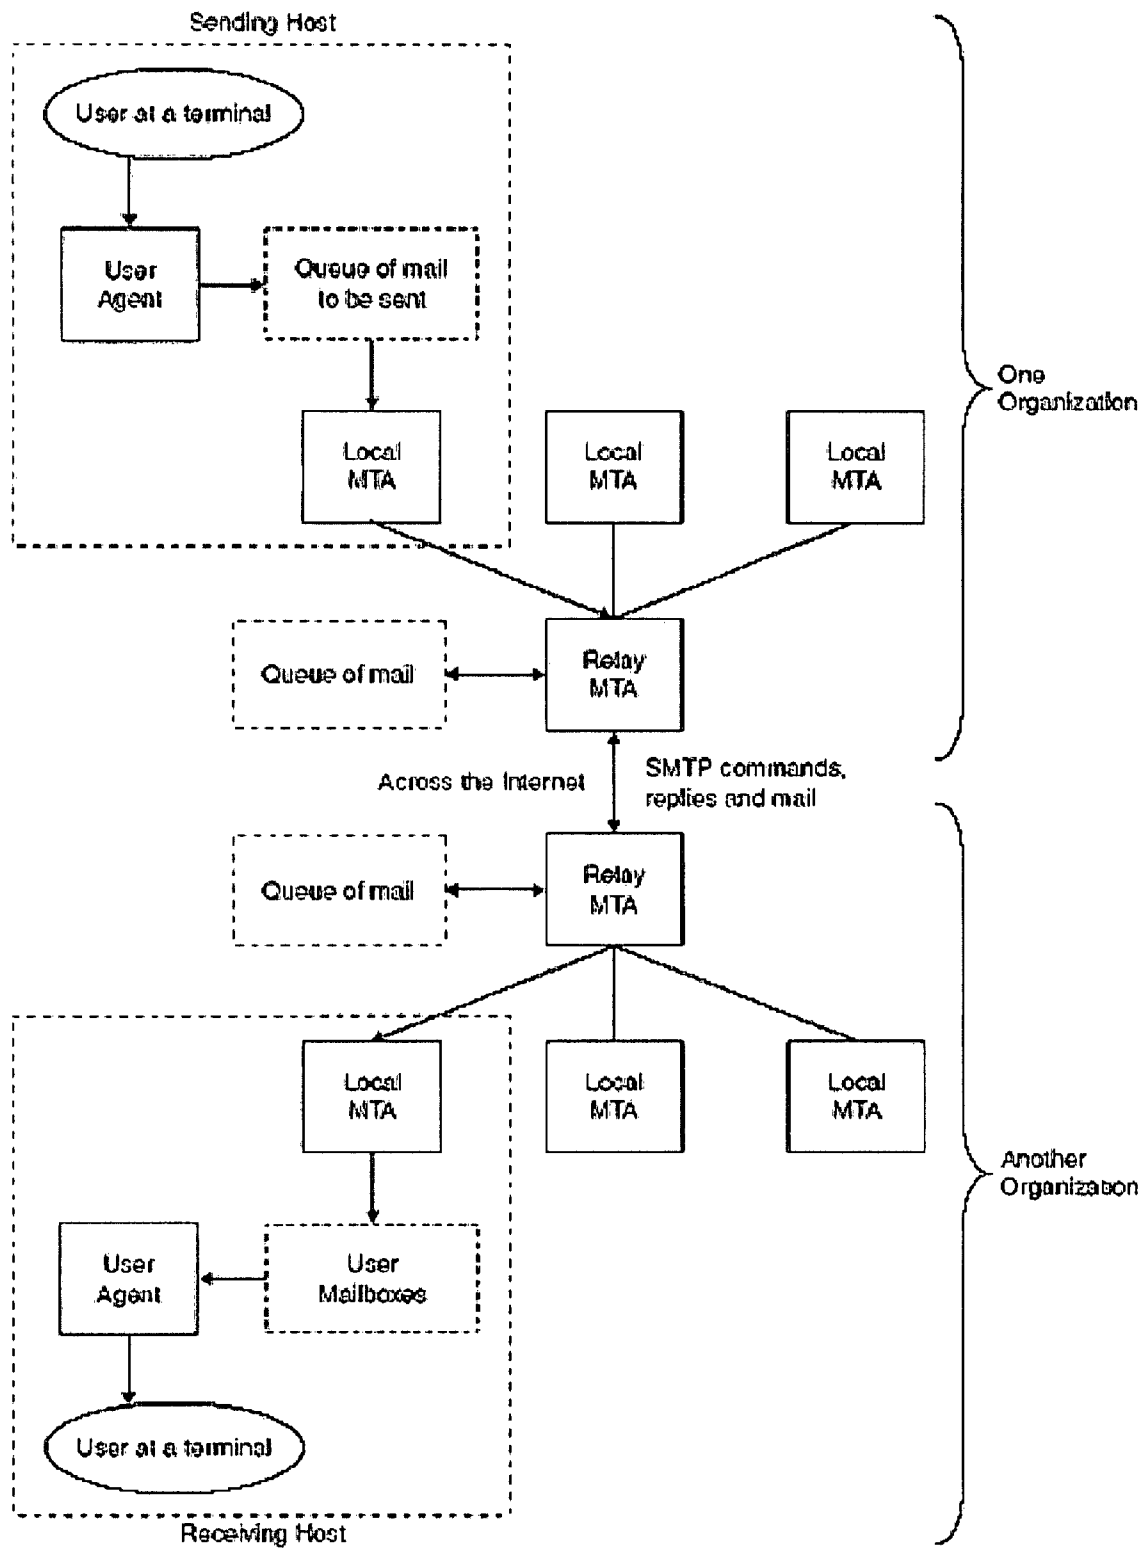 Sending Host
User at a terminal
User
Agent
Queue of mail
to be sent
One
Organization
Local
MTA
Local
MTA
Local
MTA
Queue of mail
Relay
MTA
Across the Internet
SMTP commands,
replies and mail
Queue of mail
Relay
MTA
Local
MTA
Local
MTA
Local
MTA
Another
Organization
User
Agent
User
Mailboxes
User at a terminal
Receiving Host